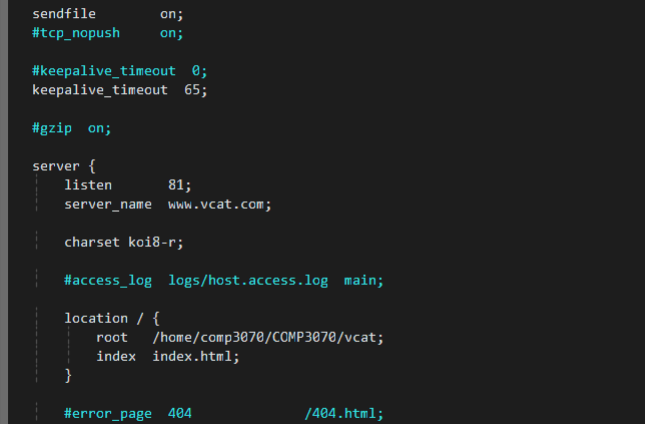 sendfile        on;
#tcp_nopush     on;
#keepalive_timeout  0;
keepalive_timeout  65;
#gzip  on;
server {
listen       81;
server_name  www.vcat.com;
charset koi8-r;
#access_log  logs/host.access.log  main;
location / {
root   /home/comp3070/COMP3070/vcat;
index  index.html;
}
#error_page  404              /404.html;